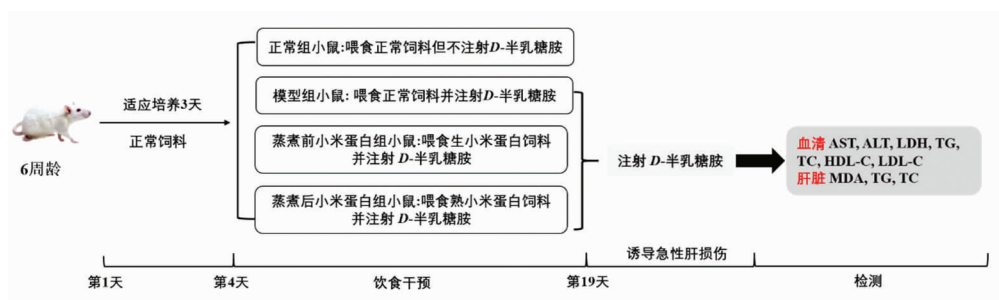 正常组小鼠:喂食正常饲料但不注射D-半乳糖胺
适应培养3天
正常饲料
6周龄
模型组小鼠: 喂食正常饲料并注射D-半乳糖胺
蒸煮前小米蛋白组小鼠:喂食生小米蛋白饲料
并注射D-半乳糖胺
蒸煮后小米蛋白组小鼠:喂食熟小米蛋白饲料
并注射 D-半乳糖胺
注射 D-半乳糖胺
血清 AST, ALT, LDH, TG,
TC, HDL-C, LDL-C
肝脏 MDA, TG, TC
诱导急性肝损伤
第1天
第4天
饮食干预
第19天
检测